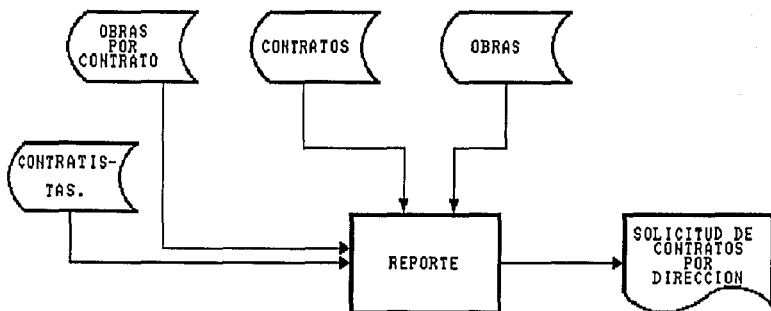 OBRAS
POR
CONTRATO
CONTRATOS
OBRAS
CONTRATIS-
TAS.
REPORTE
SOLICITUD DE
CONTRATOS
POR
DIRECCION